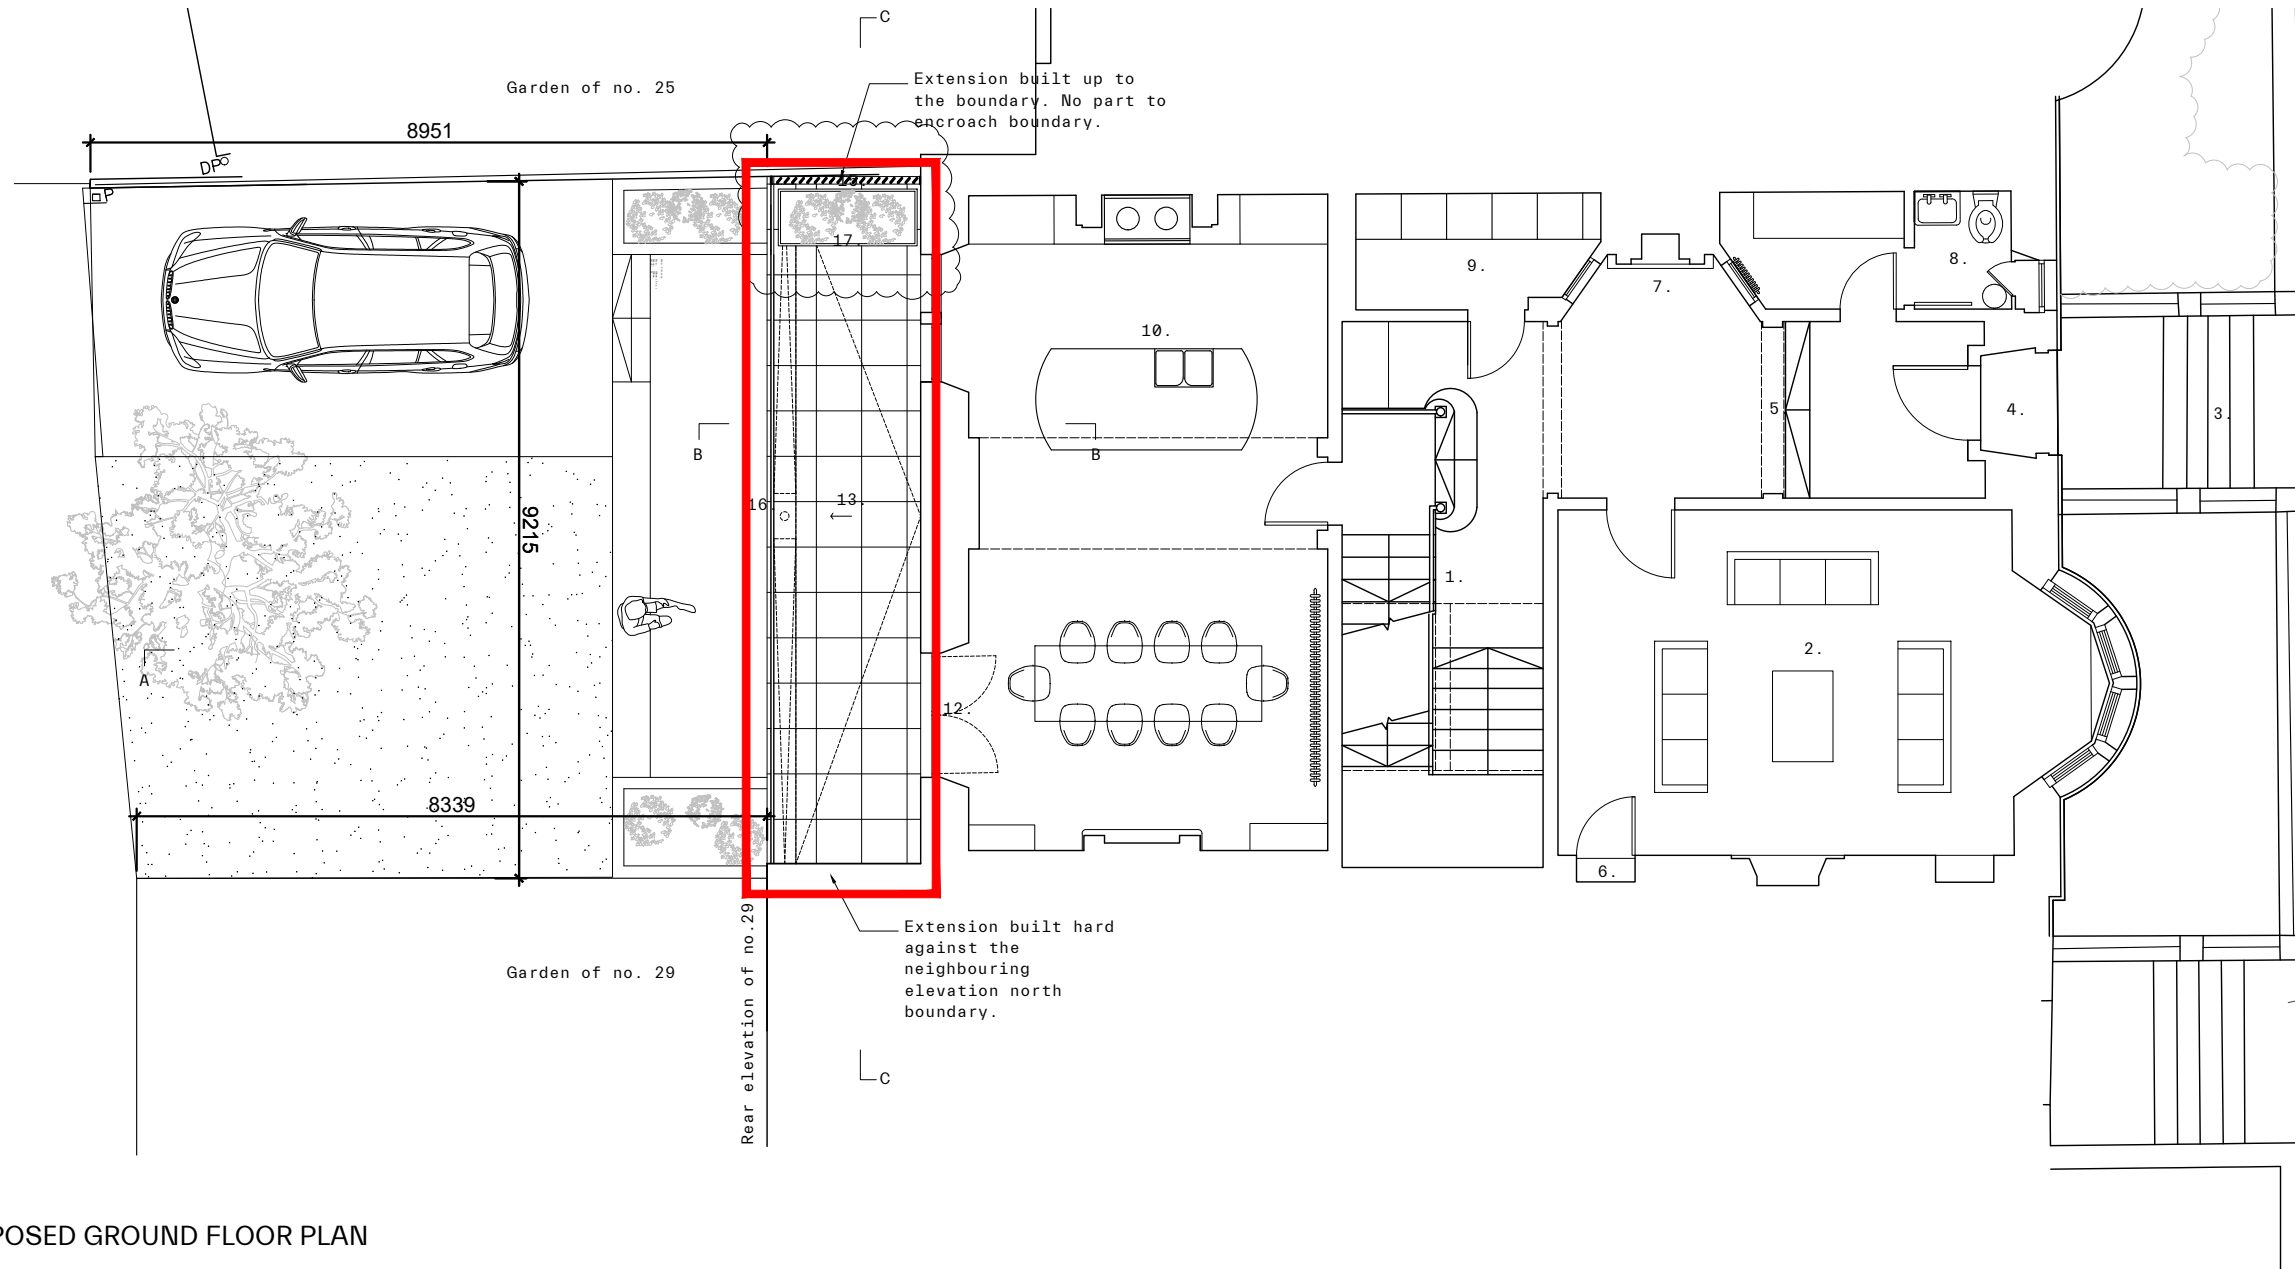 C
Garden of no. 25
Extension built up to
the boundary. No part to
encroach boundary.
8951
DP
P
17.
9.
7.
8.
10.
5
4.
3.
B
B
16.
13.
9215
1.
2.
A
12.
8339
6.
Rear elevation of no.29
Extension built hard
against the
neighbouring
elevation north
boundary.
Garden of no. 29
C
POSED GROUND FLOOR PLAN